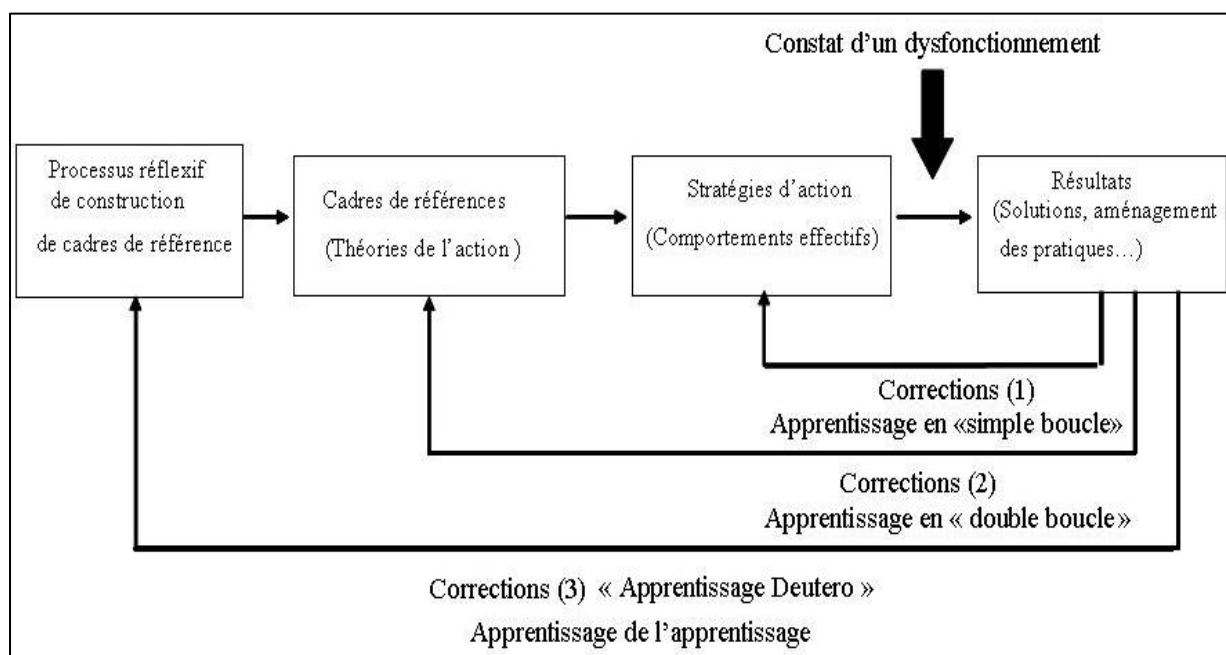 Constat d'un dysfonctionnement
Processus réflexif
de construction
de cadres de référence
Cadres de références
(Théories de l'action )
Stratégies d'action
(Comportements effectifs)
Résultats
(Solutions, aménagement
des pratiques…)
Corrections (1)
Apprentissage en «simple boucle»
Corrections (2)
Apprentissage en « double boucle»
Corrections (3) « Apprentissage Deutero »
Apprentissage de l'apprentissage